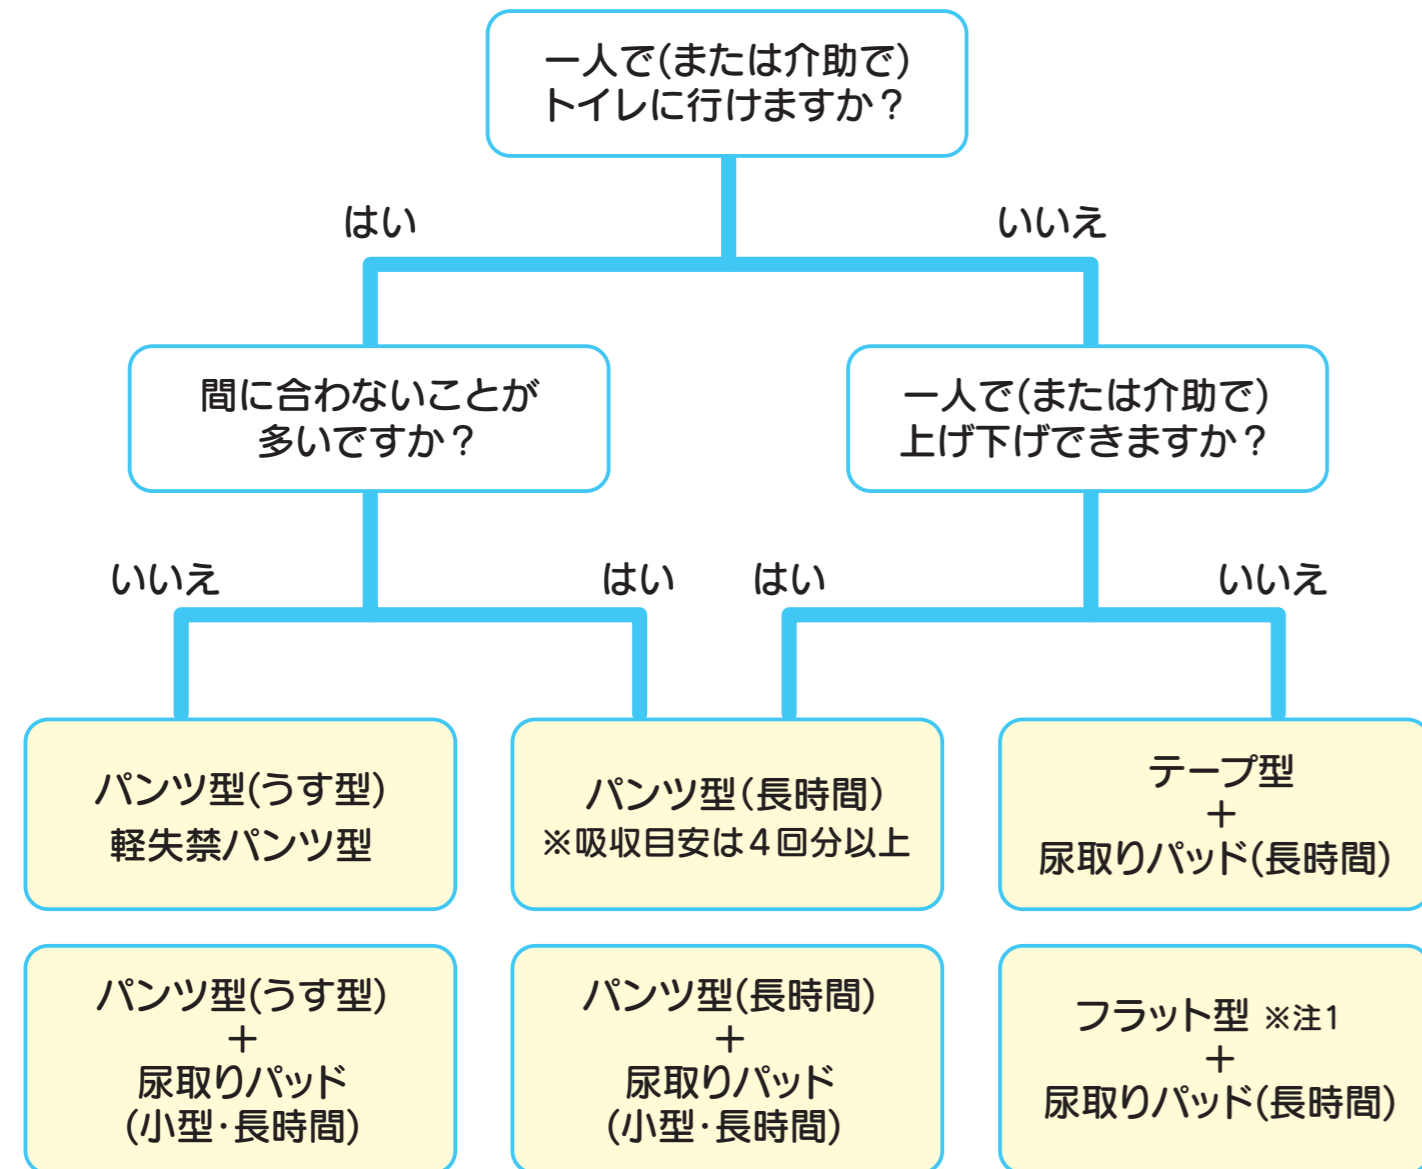 一人で(または介助で)
トイレに行けますか？
はい
いいえ
間に合わないことが
多いですか？
一人で(または介助で)
上げ下げできますか？
いいえ
はい
はい
いいえ
パンツ型(うす型)
軽失禁パンツ型
パンツ型(長時間)
※吸収目安は４回分以上
テープ型
＋
尿取りパッド(長時間)
パンツ型(うす型)
＋
尿取りパッド
(小型・長時間)
パンツ型(長時間)
＋
尿取りパッド
(小型・長時間)
フラット型 ※注1
＋
尿取りパッド(長時間)